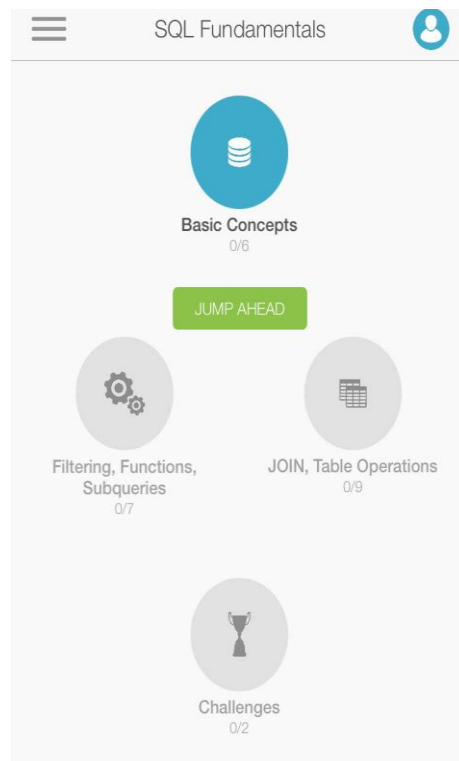 SQL Fundamentals
Basic Concepts
0/6
JUMP AHEAD
Filtering, Functions,
Subqueries
0/7
JOIN, Table Operations
0/9
Challenges
0/2